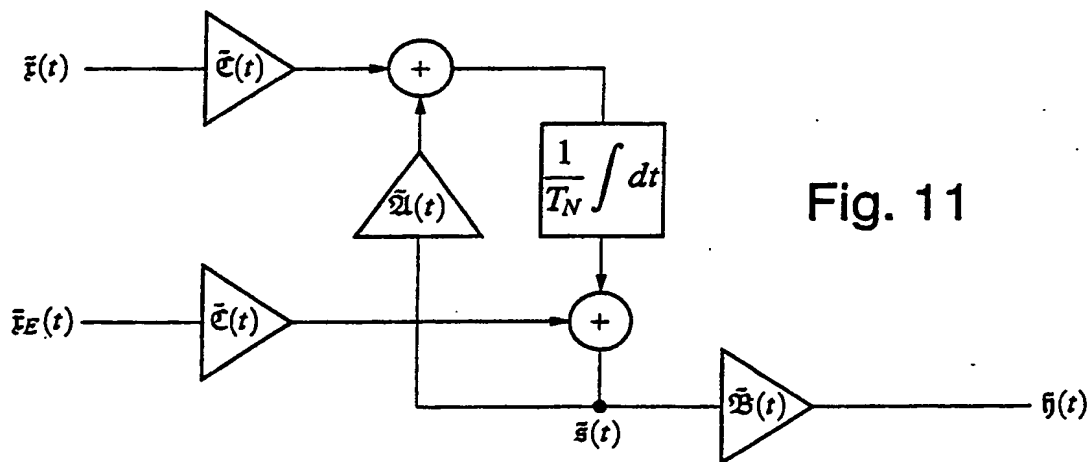 𝔵̃(t)
ℭ̃(t)
+
1/T_N ∫ dt
𝔄̃(t)
Fig. 11
𝔵̃_E(t)
ℭ̃(t)
+
𝔅̃(t)
𝔥̃(t)
𝔰̃(t)